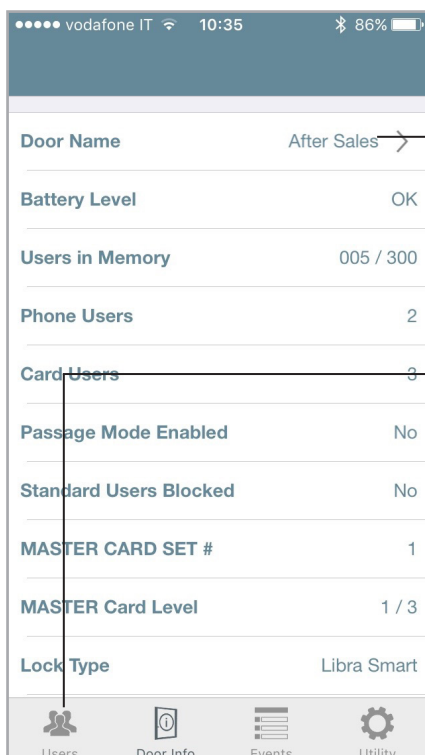 vodafone IT 10:35 86%
Door Name After Sales
Battery Level OK
Users in Memory 005 / 300
Phone Users 2
Card Users 3
Passage Mode Enabled No
Standard Users Blocked No
MASTER CARD SET # 1
MASTER Card Level 1 / 3
Lock Type Libra Smart
Users Door Info Events Utility